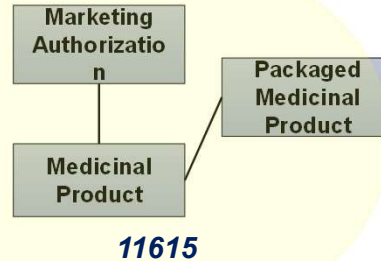 Marketing
Authorizatio
n
Packaged
Medicinal
Product
Medicinal
Product
11615